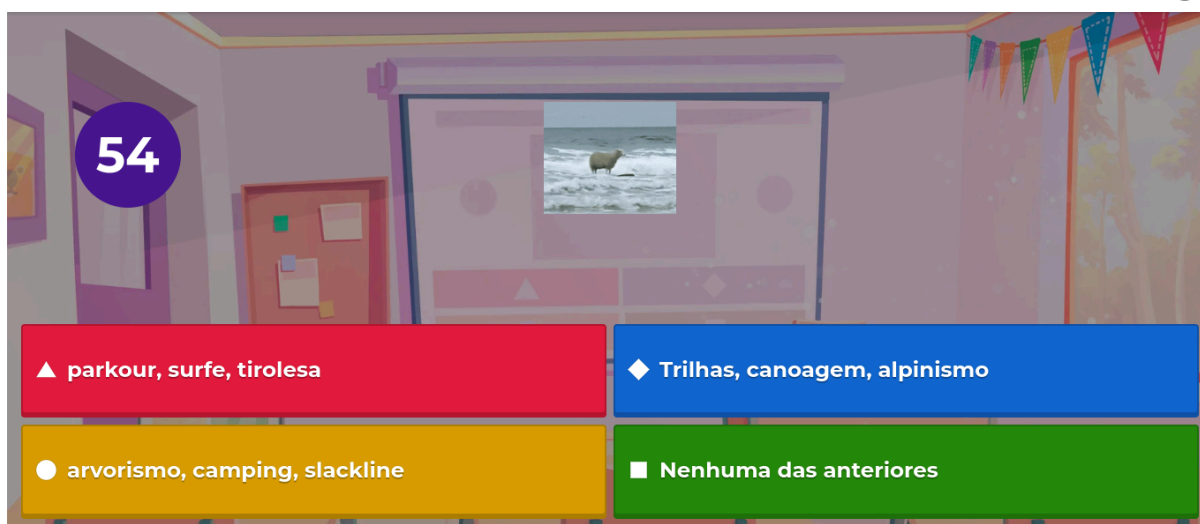 54
parkour, surfe, tirolesa
Trilhas, canoagem, alpinismo
arvorismo, camping, slackline
Nenhuma das anteriores